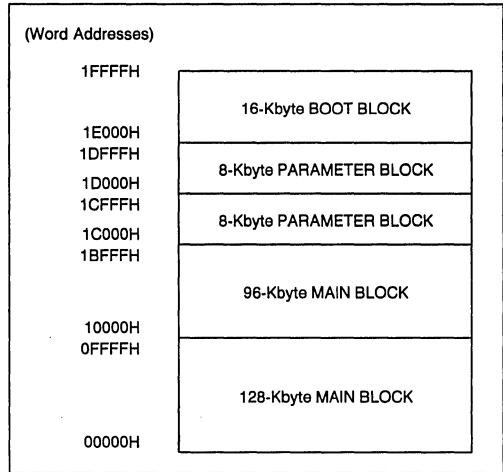 (Word Addresses)
1FFFFH
16-Kbyte BOOT BLOCK
1E000H
1DFFFH
8-Kbyte PARAMETER BLOCK
1D000H
1CFFFH
8-Kbyte PARAMETER BLOCK
1C000H
1BFFFH
96-Kbyte MAIN BLOCK
10000H
0FFFFH
128-Kbyte MAIN BLOCK
00000H